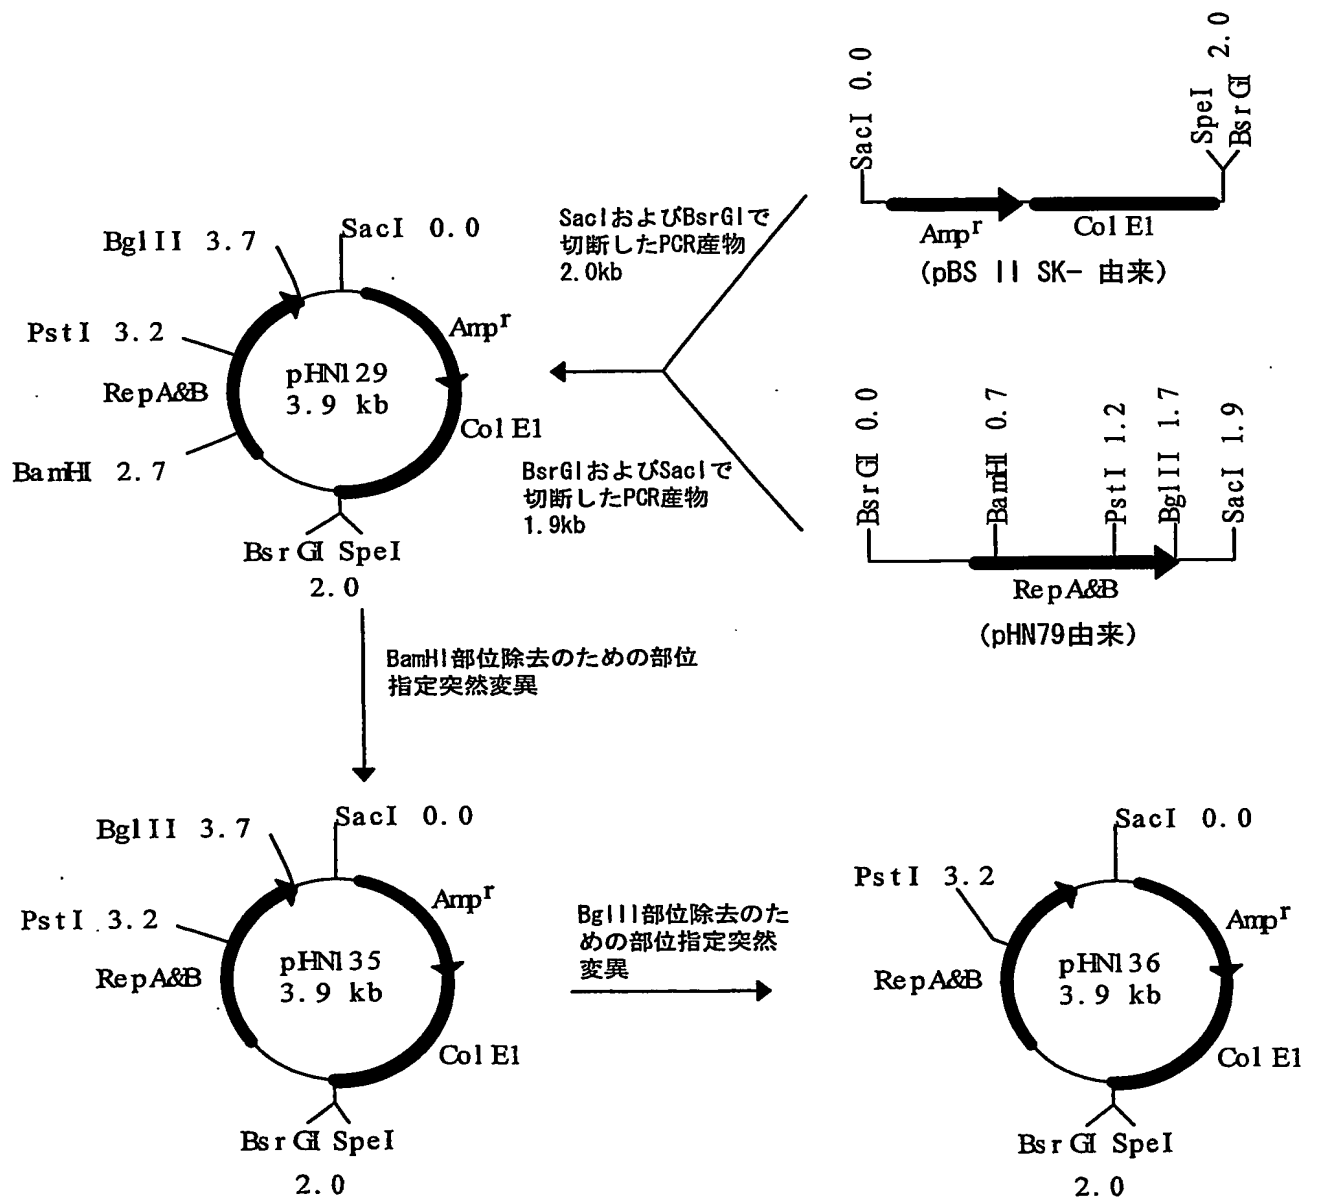 SacI 0.0
SpeI
BsrGI 2.0
Ampʳ
ColE1
(pBS II SK- 由来)
SacIおよびBsrGIで
切断したPCR産物
2.0kb
BglII 3.7
SacI 0.0
PstI 3.2
Ampʳ
pHN129
3.9 kb
RepA&B
ColE1
BamHI 2.7
BsrGI SpeI
2.0
BsrGIおよびSacIで
切断したPCR産物
1.9kb
BsrGI 0.0
BamHI 0.7
PstI 1.2
BglII 1.7
SacI 1.9
RepA&B
(pHN79由来)
BamHI部位除去のための部位
指定突然変異
BglII 3.7
SacI 0.0
PstI 3.2
Ampʳ
pHN135
3.9 kb
RepA&B
ColE1
BsrGI SpeI
2.0
BglII部位除去のた
めの部位指定突然
変異
SacI 0.0
PstI 3.2
Ampʳ
pHN136
3.9 kb
RepA&B
ColE1
BsrGI SpeI
2.0